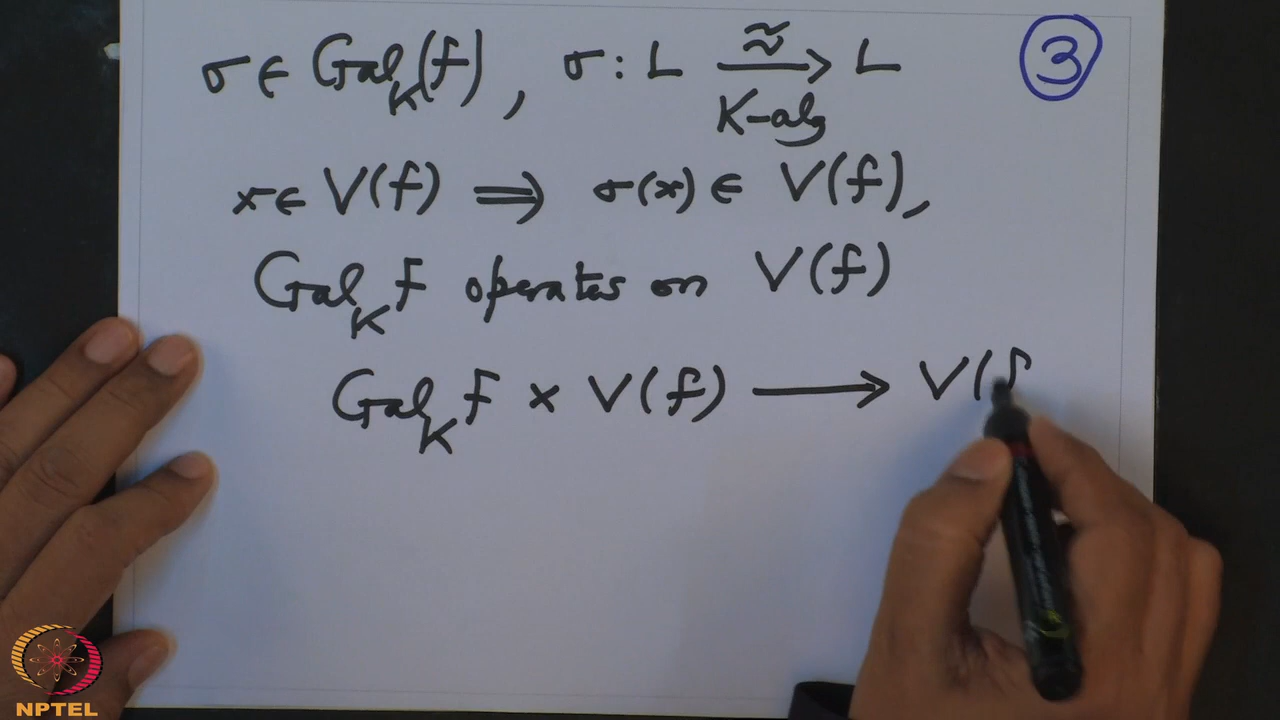 σ ∈ Gal_K(f), σ : L ≈→ L ③
K-alg
x ∈ V(f) ⟹ σ(x) ∈ V(f),
Gal_K f operates on V(f)
Gal_K f × V(f) ⟶ V(f
NPTEL